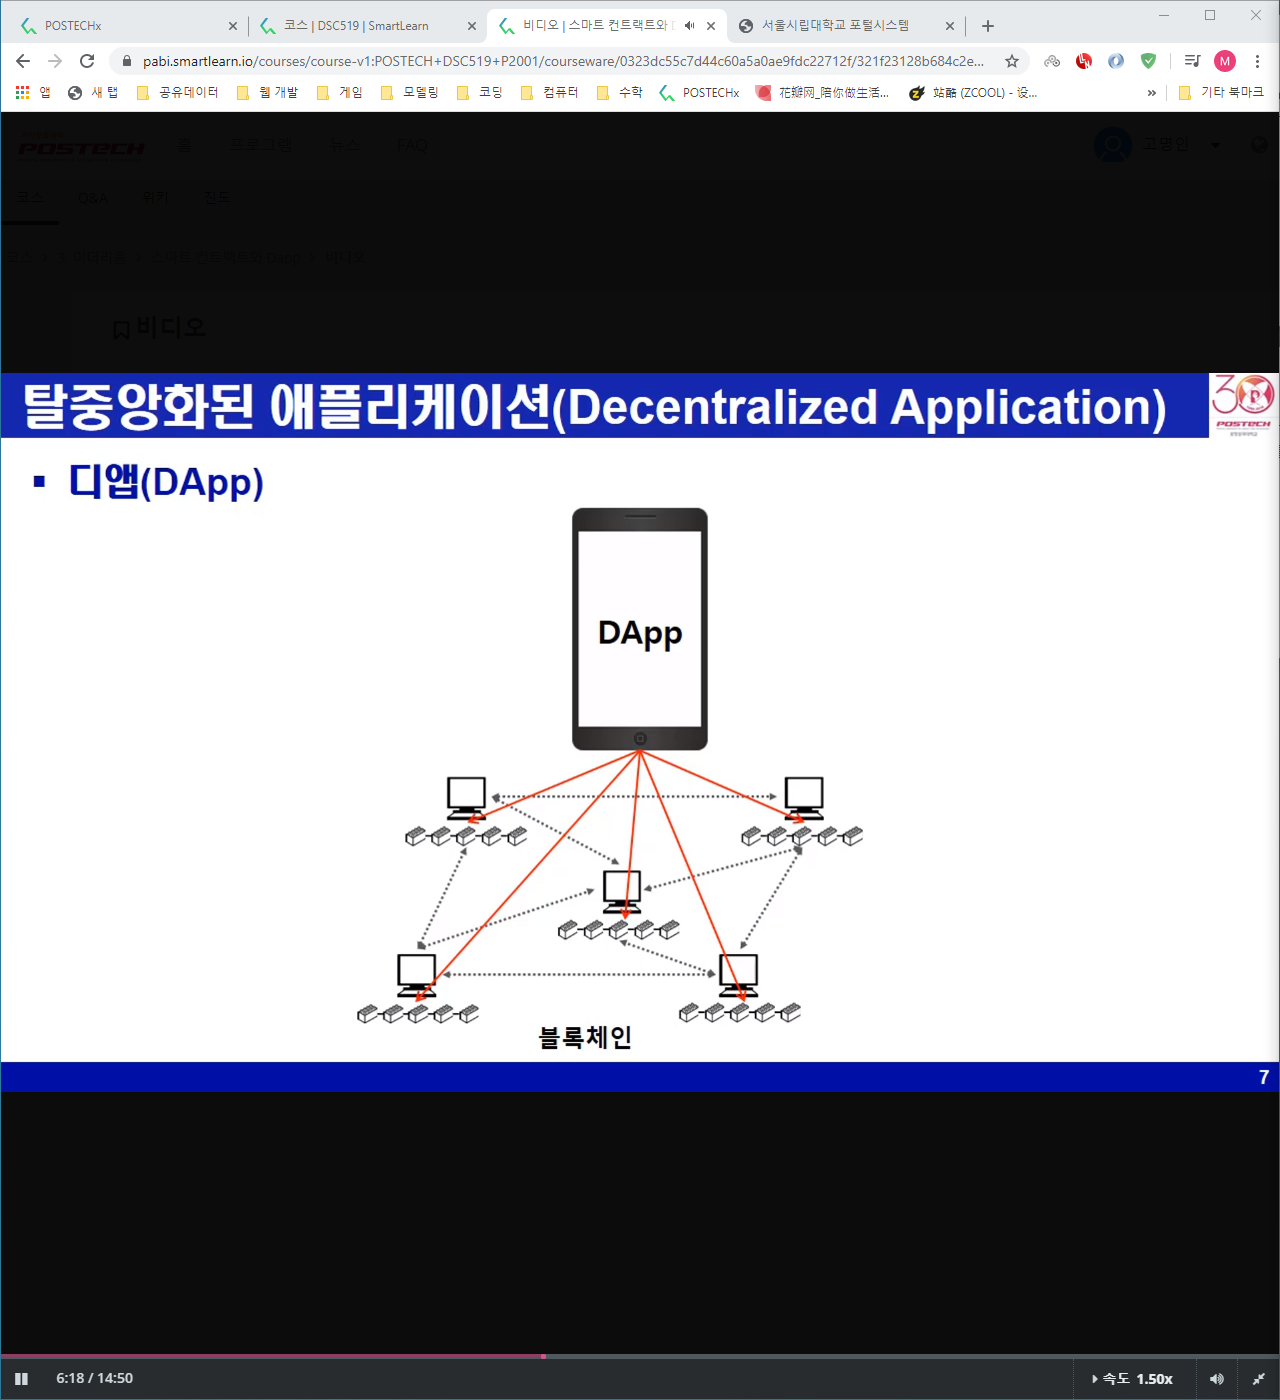 POSTECHx
코스 | DSC519 | SmartLearn
비디오 | 스마트 컨트랙트와
서울시립대학교 포털시스템
pabi.smartlearn.io/courses/course-v1:POSTECH+DSC519+P2001/courseware/0323dc55c7d44c60a5a0ae9fdc22712f/321f23128b684c2e...
M
앱 새 탭 공유데이터 웹 개발 게임 모델링 코딩 컴퓨터 수학 POSTECHx 花瓣网_陪你做生活... 站酷 (ZCOOL) - 设... » 기타 북마크
POSTECH 홈 프로그램 뉴스 FAQ 고영민
코스 Q&A 위키 진도
비디오
비디오
탈중앙화된 애플리케이션(Decentralized Application)
30
POSTECH
▪ 디앱(DApp)
DApp
블록체인
7
6:18 / 14:50
속도 1.50x